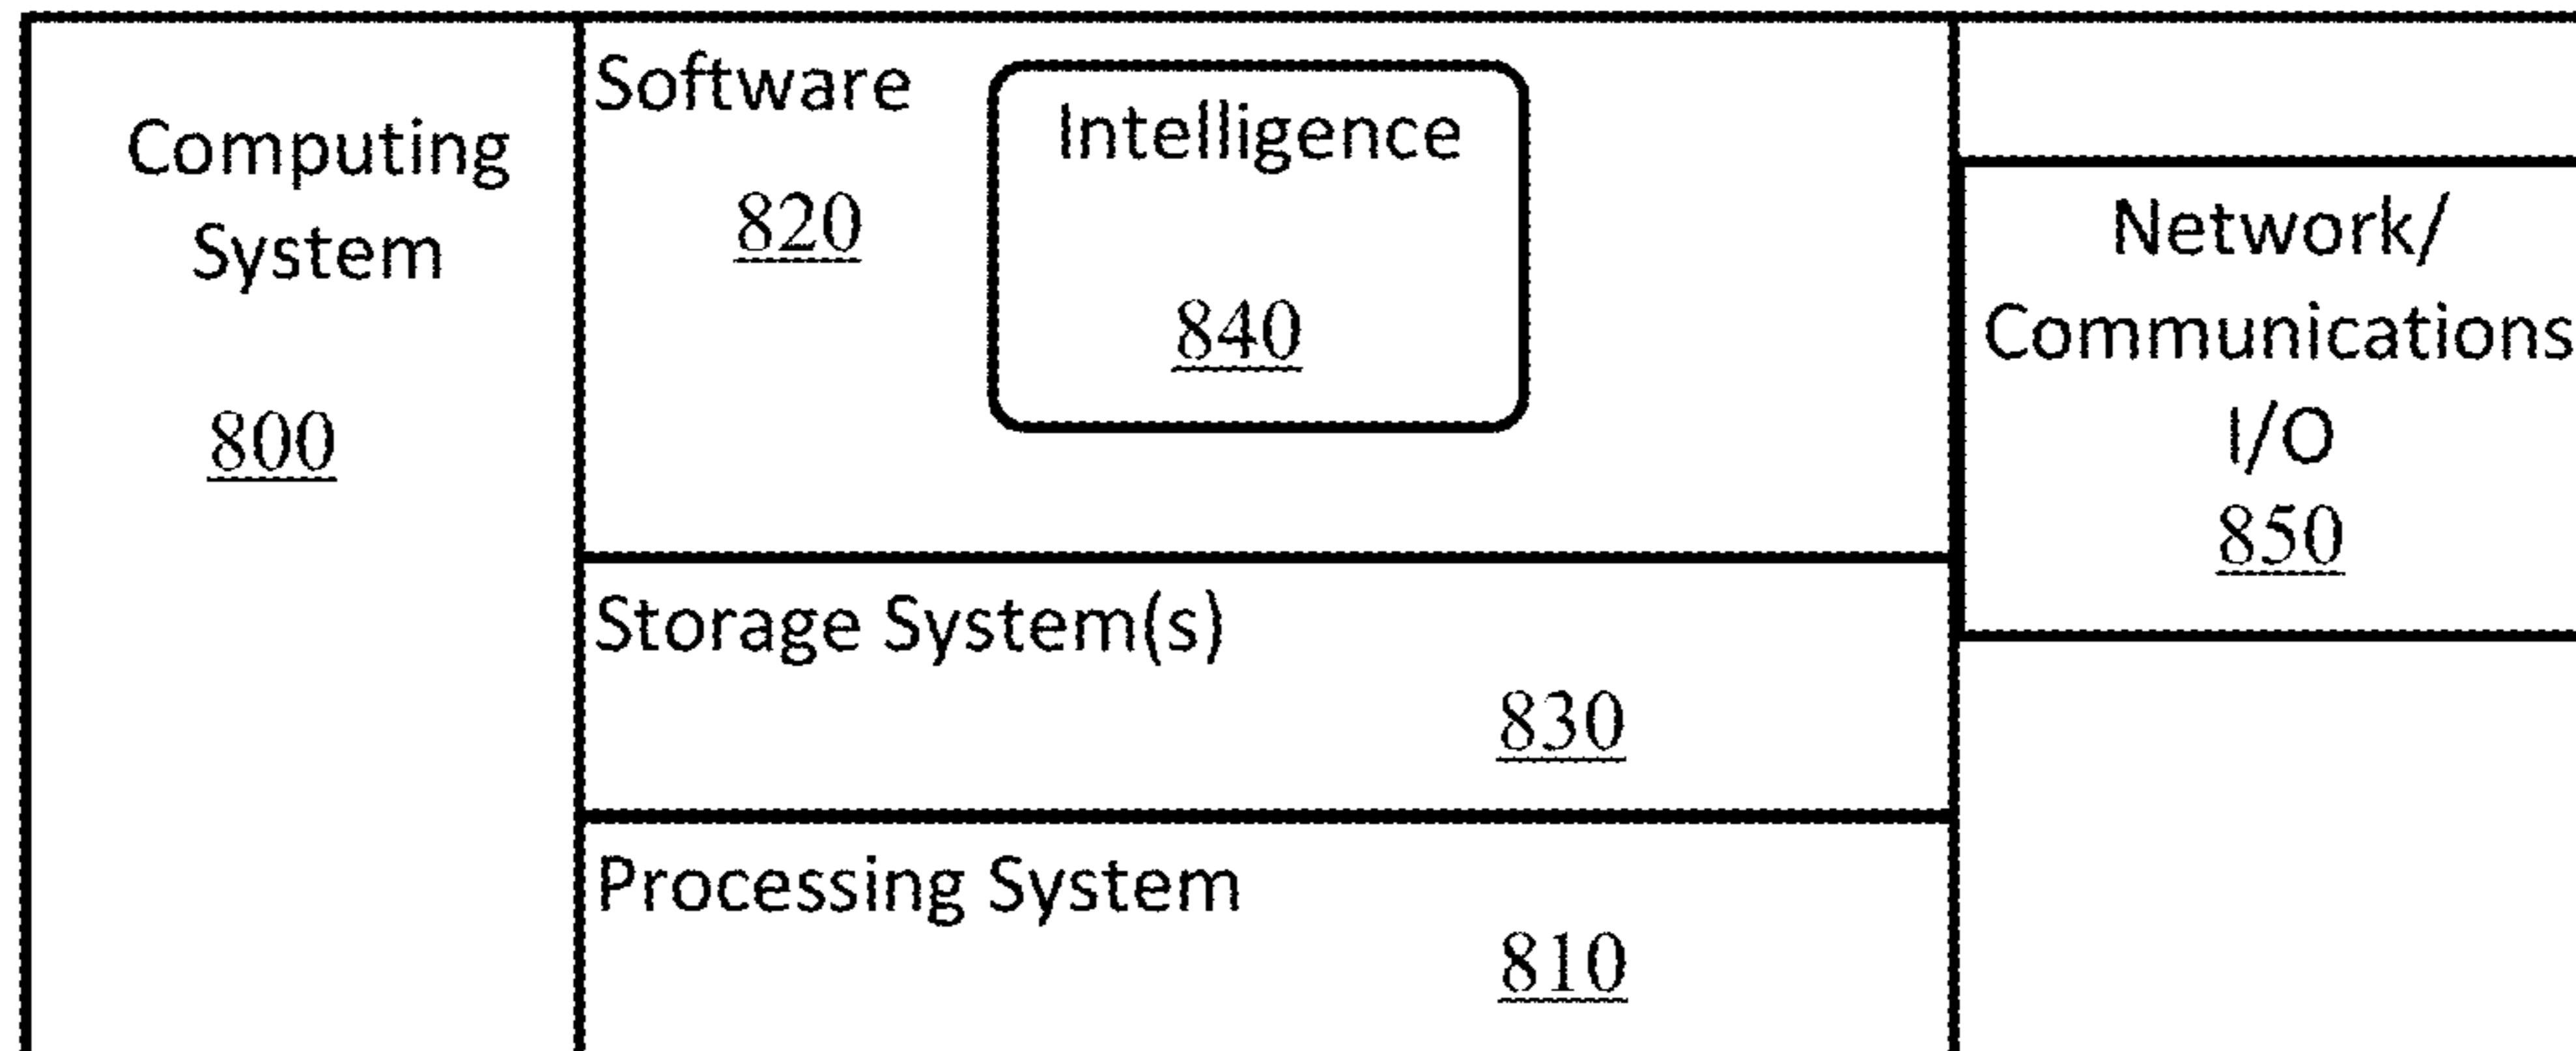 Computing
System
800
Software
820
Intelligence
840
Storage System(s)
830
Processing System
810
Network/
Communications
I/O
850